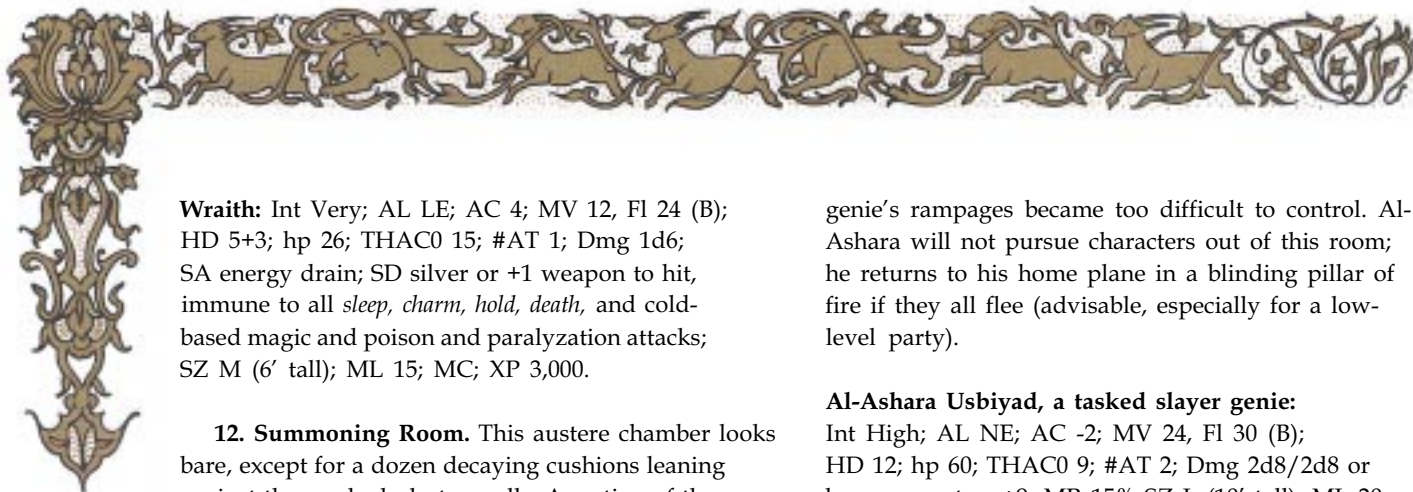 Wraith: Int Very; AL LE; AC 4; MV 12, Fl 24 (B);
HD 5+3; hp 26; THAC0 15; #AT 1; Dmg 1d6;
SA energy drain; SD silver or +1 weapon to hit,
immune to all sleep, charm, hold, death, and cold-
based magic and poison and paralyzation attacks;
SZ M (6′ tall); ML 15; MC; XP 3,000.
12. Summoning Room. This austere chamber looks
bare, except for a dozen decaying cushions leaning
genie's rampages became too difficult to control. Al-
Ashara will not pursue characters out of this room;
he returns to his home plane in a blinding pillar of
fire if they all flee (advisable, especially for a low-
level party).
Al-Ashara Usbiyad, a tasked slayer genie:
Int High; AL NE; AC -2; MV 24, Fl 30 (B);
HD 12; hp 60; THAC0 9; #AT 2; Dmg 2d8/2d8 or